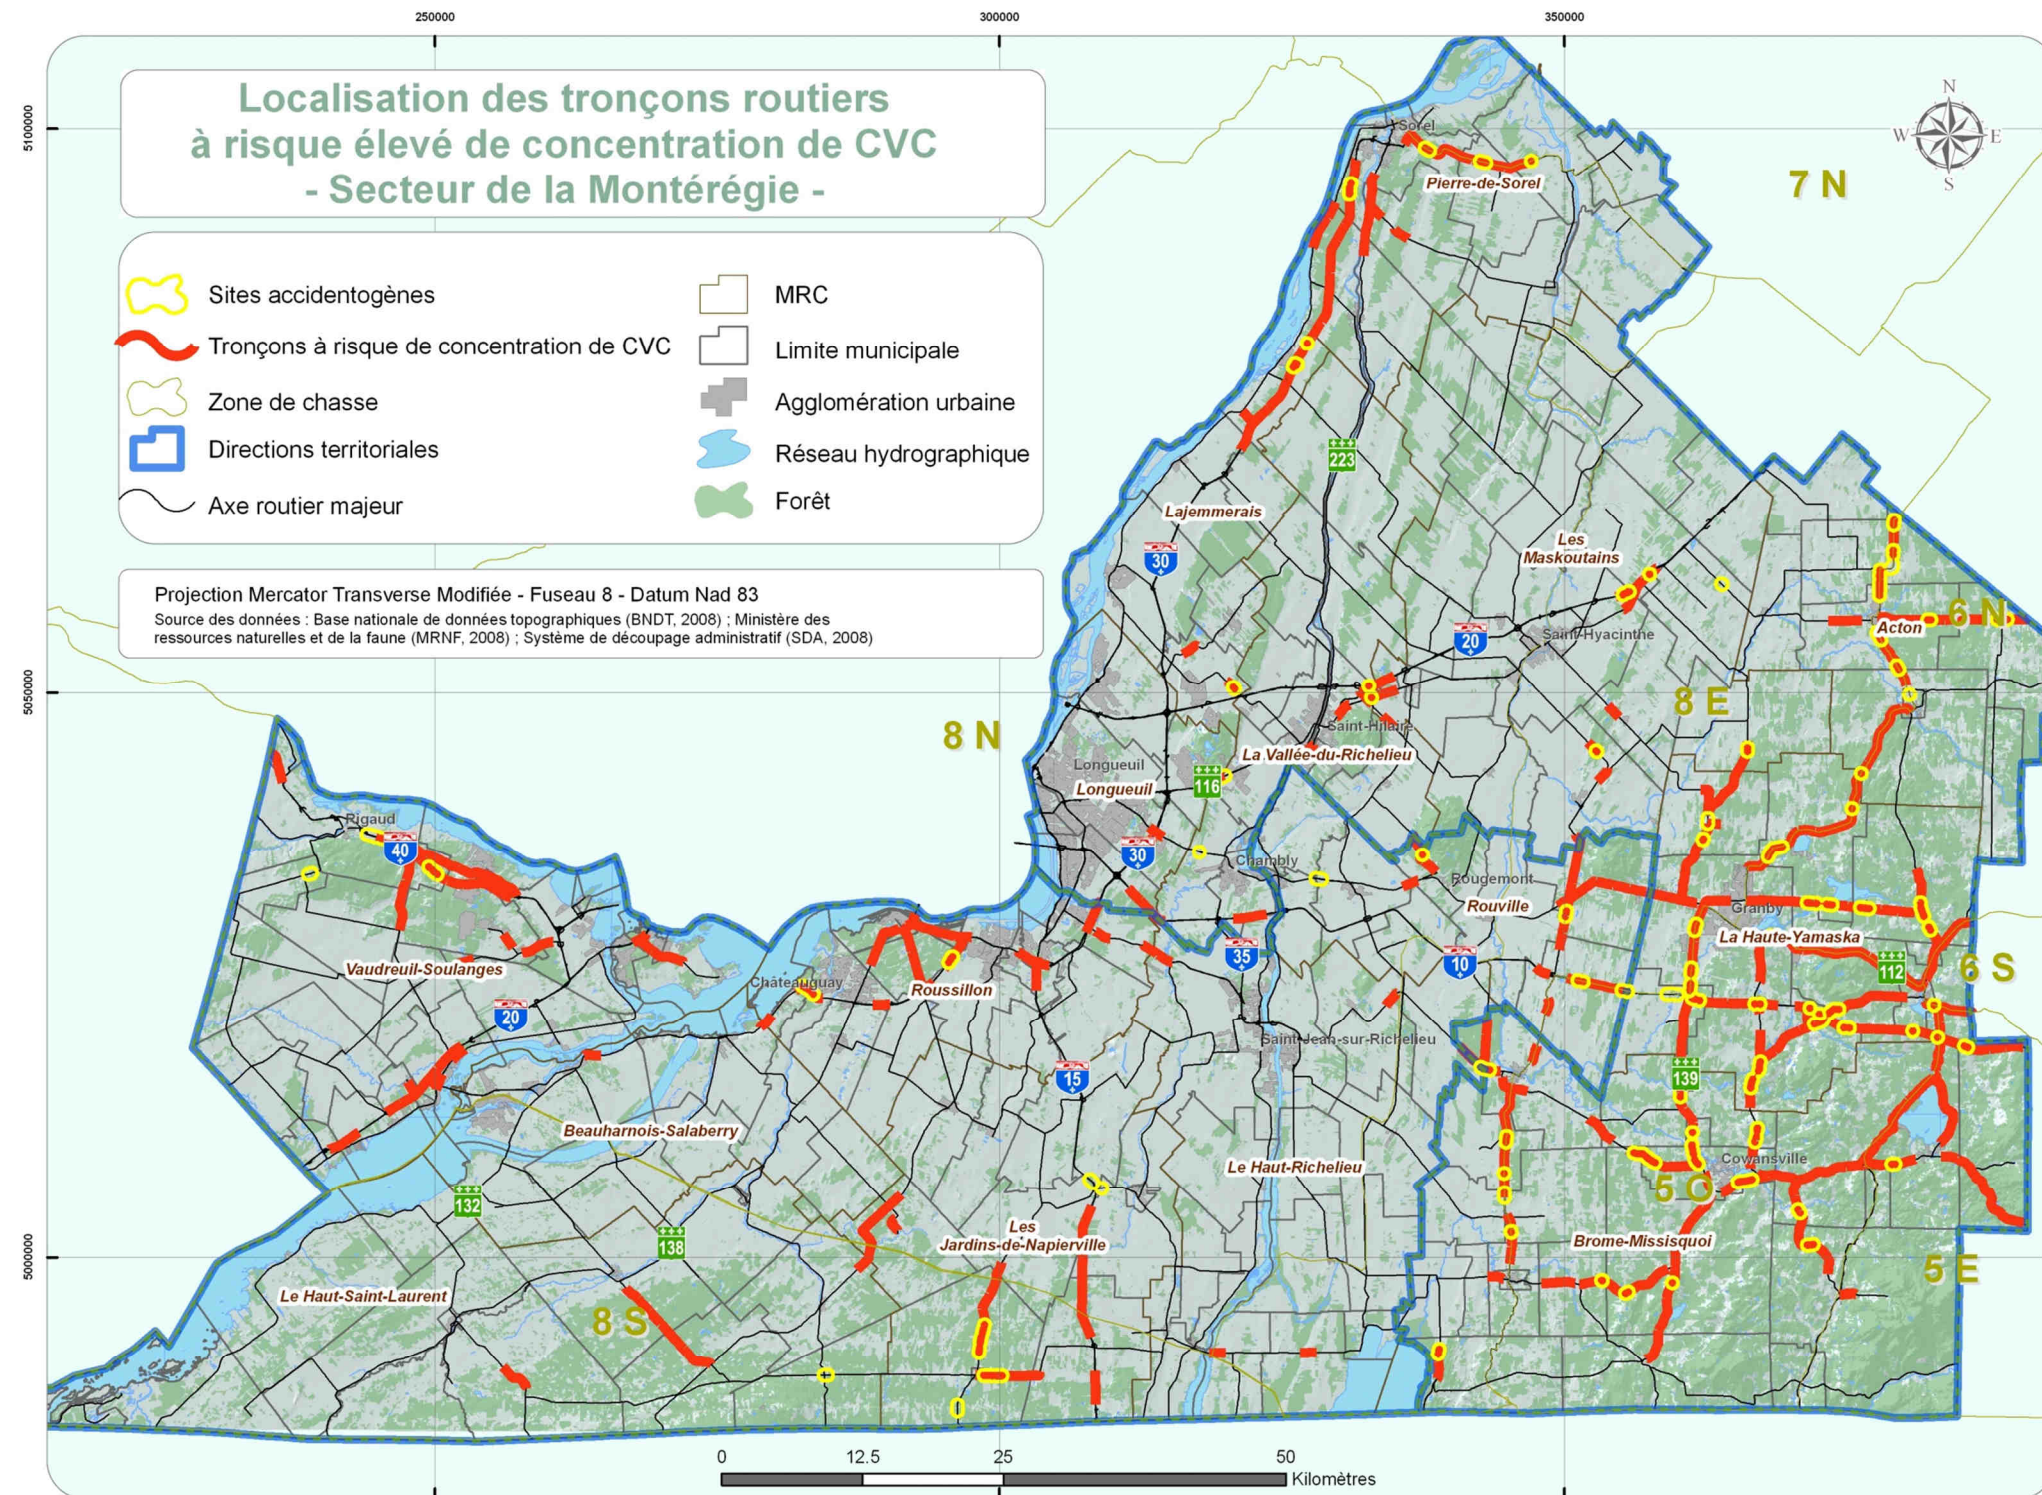 250000
300000
350000
5100000
5050000
5000000
Localisation des tronçons routiers
à risque élevé de concentration de CVC
- Secteur de la Montérégie -
N
W
E
S
Sites accidentogènes
Tronçons à risque de concentration de CVC
Zone de chasse
Directions territoriales
Axe routier majeur
MRC
Limite municipale
Agglomération urbaine
Réseau hydrographique
Forêt
Projection Mercator Transverse Modifiée - Fuseau 8 - Datum Nad 83
Source des données : Base nationale de données topographiques (BNDT, 2008) ; Ministère des
ressources naturelles et de la faune (MRNF, 2008) ; Système de découpage administratif (SDA, 2008)
Sorel
Pierre-de-Sorel
7 N
223
Lajemmerais
30
Les
Maskoutains
20
Saint-Hyacinthe
6 N
Acton
8 E
8 N
Saint-Hilaire
La Vallée-du-Richelieu
Longueuil
Longueuil
116
Rigaud
40
30
Chambly
Rougemont
Rouville
Granby
La Haute-Yamaska
112
6 S
35
10
Vaudreuil-Soulanges
Châteauguay
Roussillon
20
Saint-Jean-sur-Richelieu
15
139
Beauharnois-Salaberry
Le Haut-Richelieu
Cowansville
5 O
132
138
Les
Jardins-de-Napierville
Brome-Missisquoi
5 E
Le Haut-Saint-Laurent
8 S
0
12.5
25
50
Kilomètres